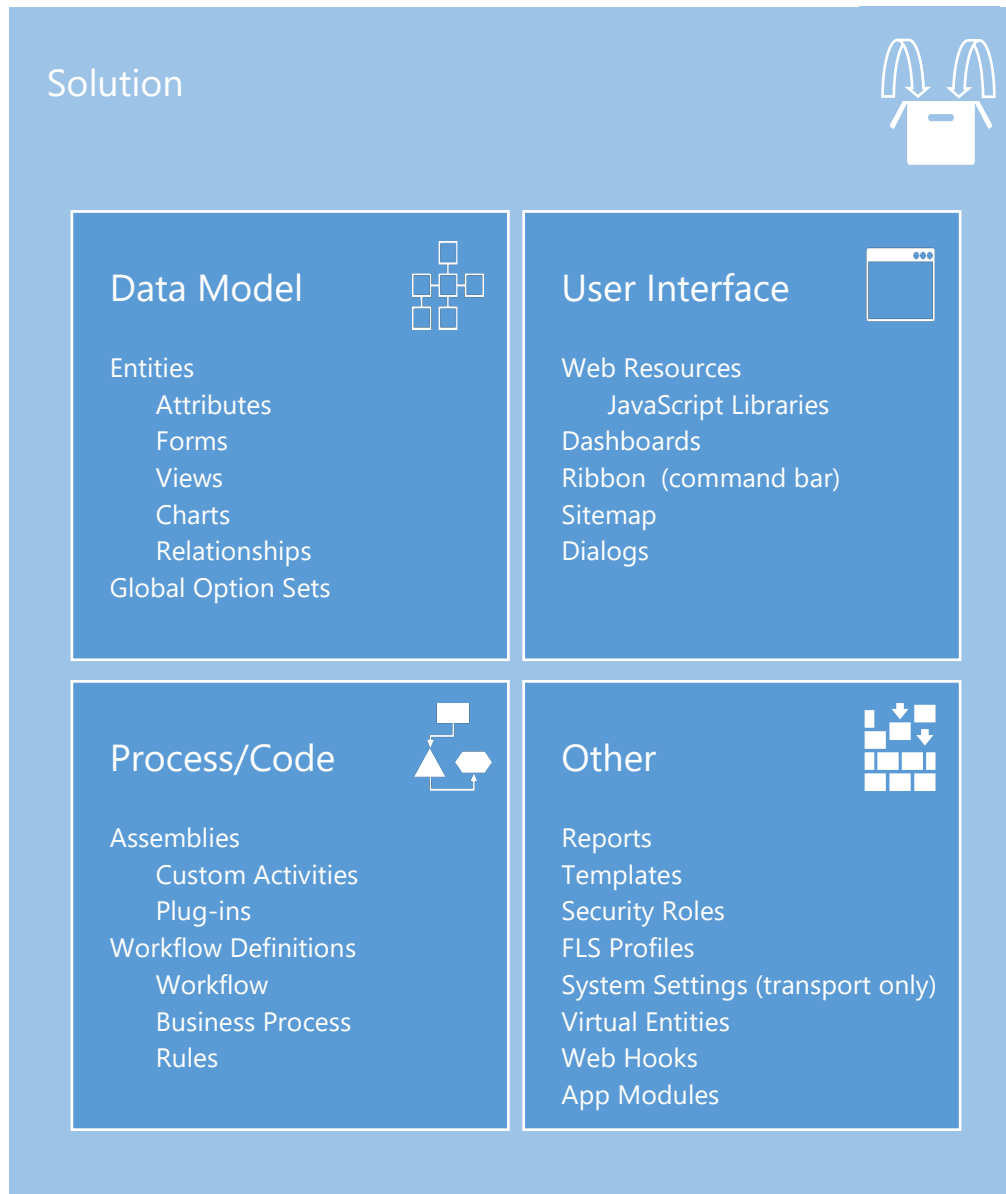 Solution
Data Model
Entities
Attributes
Forms
Views
Charts
Relationships
Global Option Sets
User Interface
Web Resources
JavaScript Libraries
Dashboards
Ribbon  (command bar)
Sitemap
Dialogs
Process/Code
Assemblies
Custom Activities
Plug-ins
Workflow Definitions
Workflow
Business Process
Rules
Other
Reports
Templates
Security Roles
FLS Profiles
System Settings (transport only)
Virtual Entities
Web Hooks
App Modules